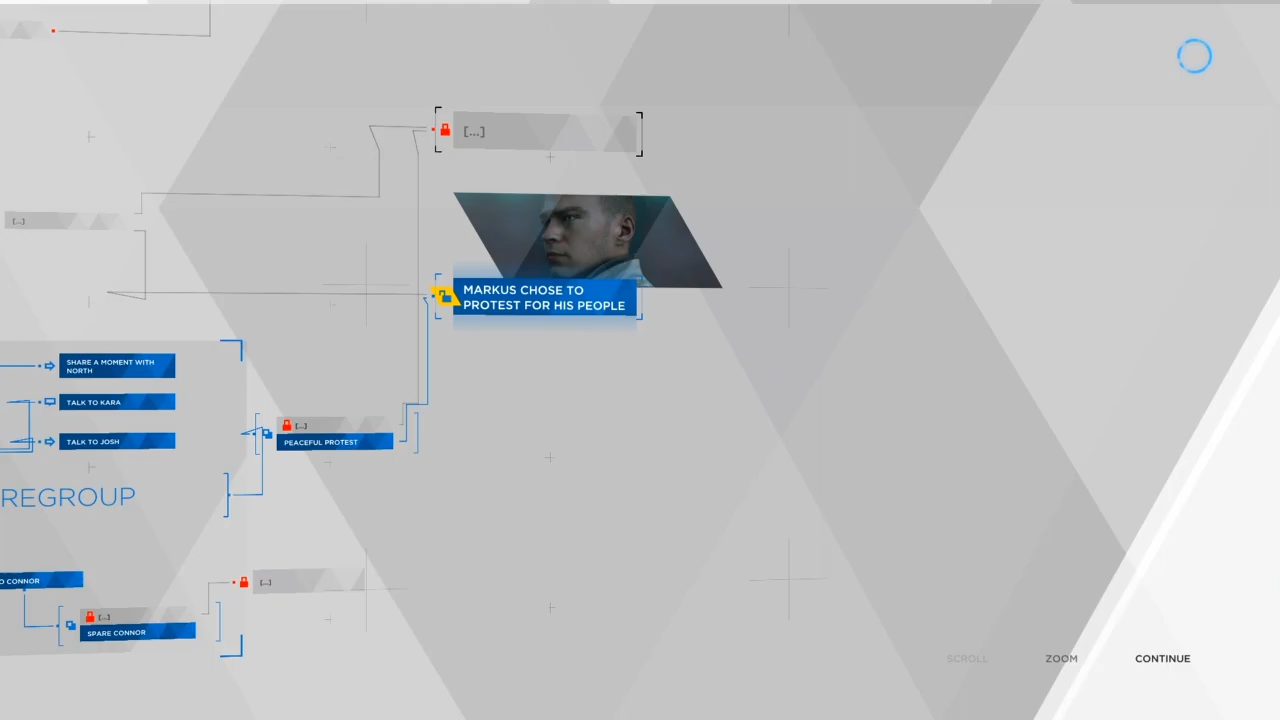 [...]
[...]
MARKUS CHOSE TO
PROTEST FOR HIS PEOPLE
SHARE A MOMENT WITH
NORTH
TALK TO KARA
TALK TO JOSH
[...]
PEACEFUL PROTEST
REGROUP
O CONNOR
[...]
[...]
SPARE CONNOR
SCROLL
ZOOM
CONTINUE